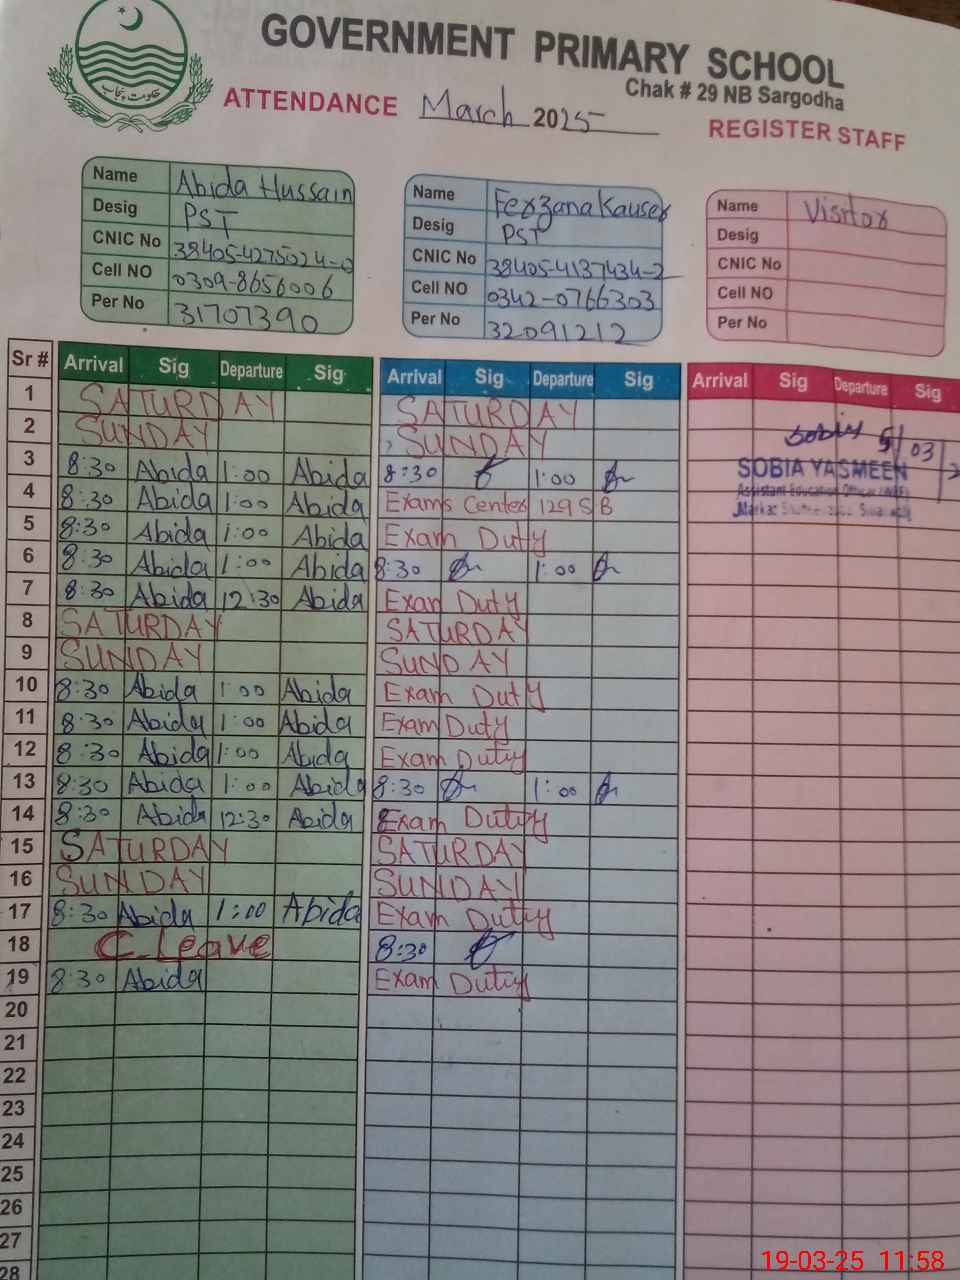 حکومت پنجاب
GOVERNMENT PRIMARY SCHOOL
Chak # 29 NB Sargodha
ATTENDANCE March 2025
REGISTER STAFF
Name Abida Hussain
Desig PST
CNIC No 38405-4275024-0
Cell NO 0309-8656006
Per No 31707390
Name Ferzana Kauser
Desig PST
CNIC No 38405-4137434-2
Cell NO 0342-0766303
Per No 32091212
Name Visitor
Desig
CNIC No
Cell NO
Per No
Sr # Arrival Sig Departure Sig Arrival Sig Departure Sig Arrival Sig Departure Sig
1 SATURDAY SATURDAY
2 SUNDAY SUNDAY
3 8:30 Abida 1:00 Abida 8:30 1:00
4 8:30 Abida 1:00 Abida Exams Center 129 SB
5 8:30 Abida 1:00 Abida Exam Duty
6 8:30 Abida 1:00 Abida 8:30 1:00
7 8:30 Abida 12:30 Abida Exam Duty
8 SATURDAY SATURDAY
9 SUNDAY SUNDAY
10 8:30 Abida 1:00 Abida Exam Duty
11 8:30 Abida 1:00 Abida Exam Duty
12 8:30 Abida 1:00 Abida Exam Duty
13 8:30 Abida 1:00 Abida 8:30 1:00
14 8:30 Abida 12:30 Abida Exam Duty
15 SATURDAY SATURDAY
16 SUNDAY SUNDAY
17 8:30 Abida 1:00 Abida Exam Duty
18 C.Leave 8:30
19 8:30 Abida Exam Duty
20
21
22
23
24
25
26
27
28
5/03/2
SOBIA YASMEEN
Assistant Education Officer
Markaz
19-03-25 11:58